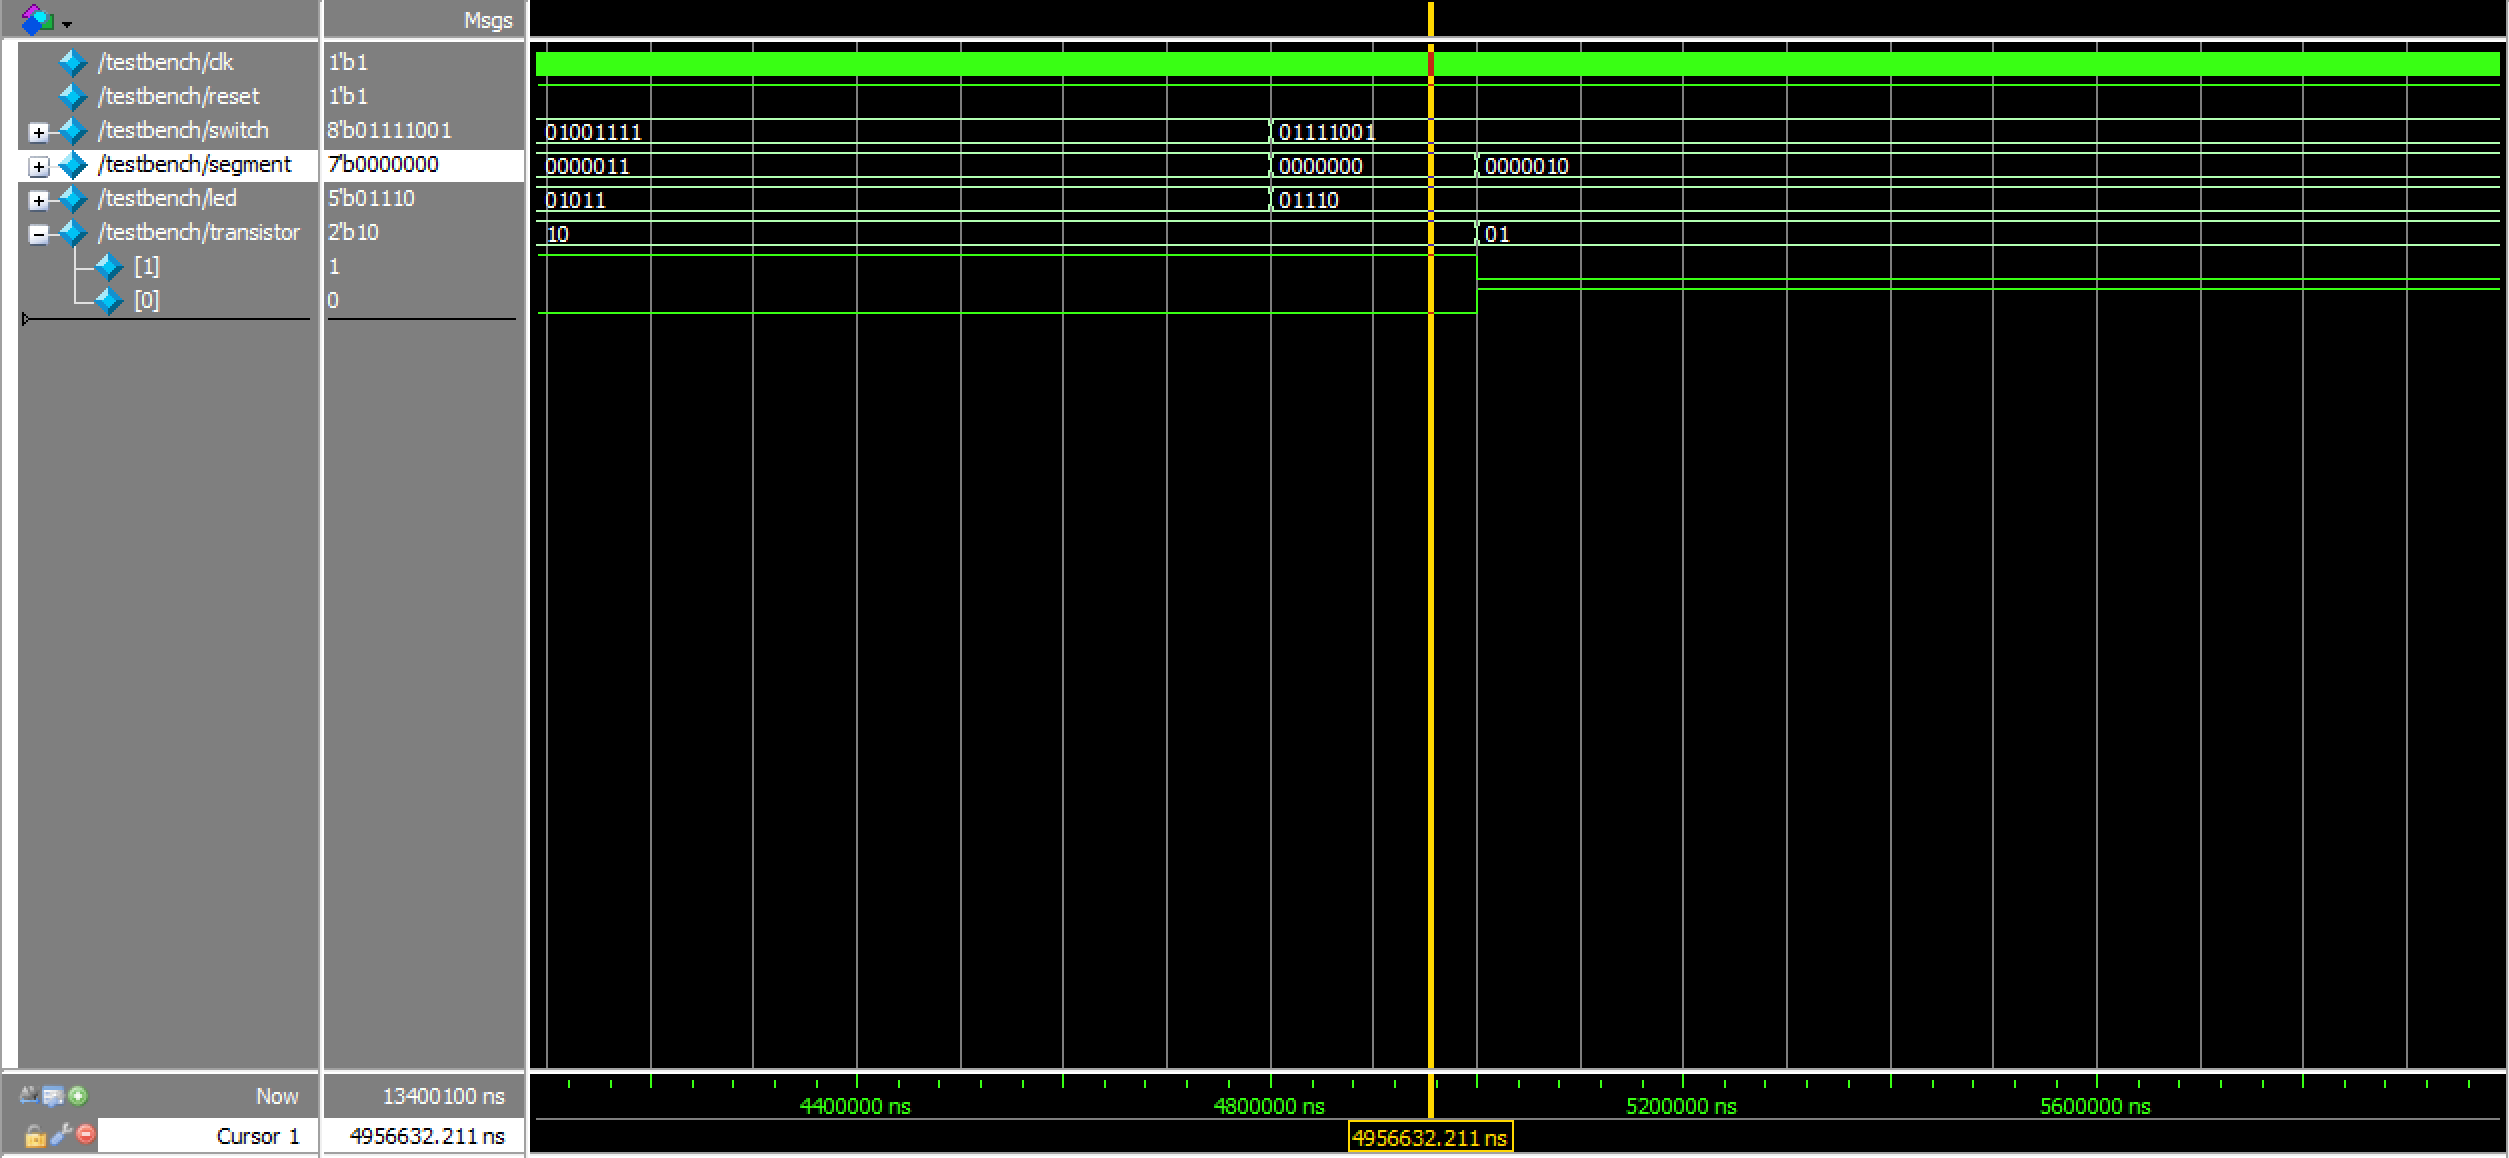 Msgs
/testbench/clk 1'b1
/testbench/reset 1'b1
/testbench/switch 8'b01111001 01001111 01111001
/testbench/segment 7'b0000000 0000011 0000000 0000010
/testbench/led 5'b01110 01011 01110
/testbench/transistor 2'b10 10 01
[1] 1
[0] 0
Now 13400100 ns 4400000 ns 4800000 ns 5200000 ns 5600000 ns
Cursor 1 4956632.211 ns 4956632.211 ns